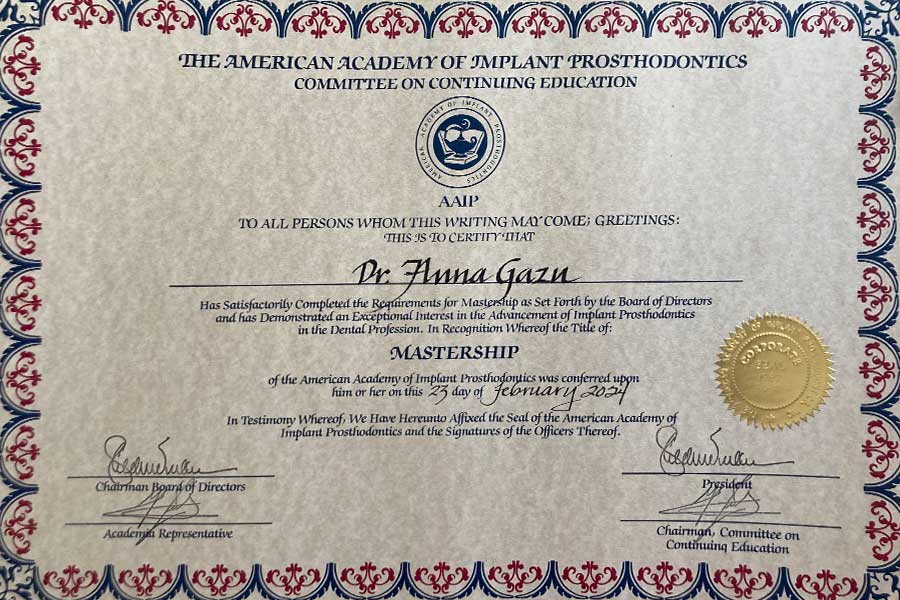 THE AMERICAN ACADEMY OF IMPLANT PROSTHODONTICS
COMMITTEE ON CONTINUING EDUCATION
AMERICAN ACADEMY OF IMPLANT PROSTHODONTICS
AAIP
TO ALL PERSONS WHOM THIS WRITING MAY COME; GREETINGS:
THIS IS TO CERTIFY THAT
Dr. Anna Gazn
Has Satisfactorily Completed the Requirements for Mastership as Set Forth by the Board of Directors
and has Demonstrated an Exceptional Interest in the Advancement of Implant Prosthodontics
in the Dental Profession. In Recognition Whereof the Title of:
MASTERSHIP
of the American Academy of Implant Prosthodontics was conferred upon
him or her on this 23 day of February 2024
In Testimony Whereof, We Have Hereunto Affixed the Seal of the American Academy of
Implant Prosthodontics and the Signatures of the Officers Thereof.
CORPORATE
SEAL
Chairman Board of Directors
President
Academia Representative
Chairman, Committee on
Continuing Education